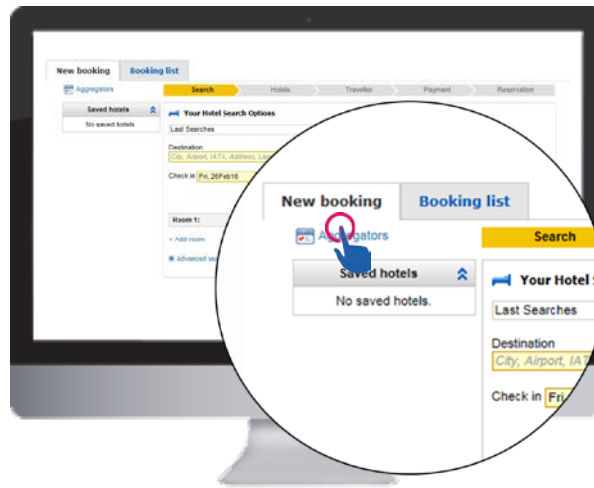 New booking Booking list
Aggregators Search Hotels Traveller Payment Reservation
Saved hotels Your Hotel Search Options
No saved hotels Last Searches
Destination
City, Airport, IATA, Address,
Check in Fri, 26Feb16
Room 1:
+ Add room
Advanced
New booking Booking list
Aggregators Search
Saved hotels Your Hotel
No saved hotels. Last Searches
Destination
City, Airport, IAT
Check in Fri